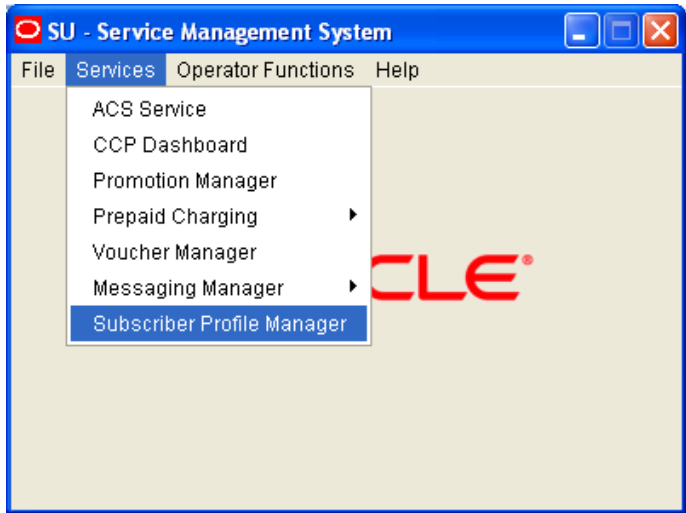 SU - Service Management System
File Services Operator Functions Help
ACS Service
CCP Dashboard
Promotion Manager
Prepaid Charging
Voucher Manager
Messaging Manager
Subscriber Profile Manager
CLE®